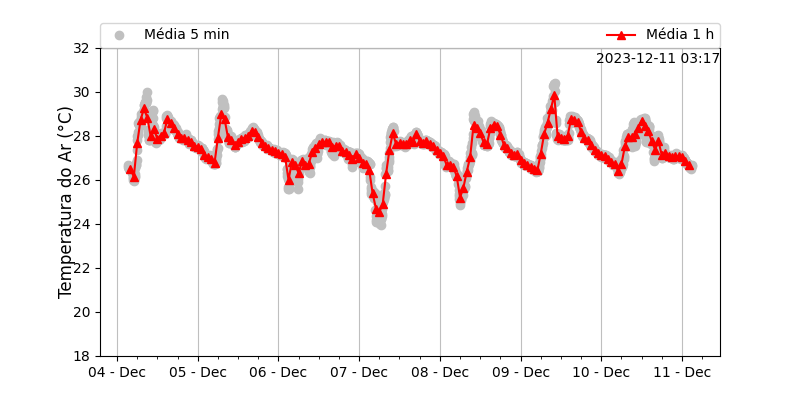 Média 5 min
Média 1 h
2023-12-11 03:17
Temperatura do Ar (°C)
32
30
28
26
24
22
20
18
04 - Dec
05 - Dec
06 - Dec
07 - Dec
08 - Dec
09 - Dec
10 - Dec
11 - Dec